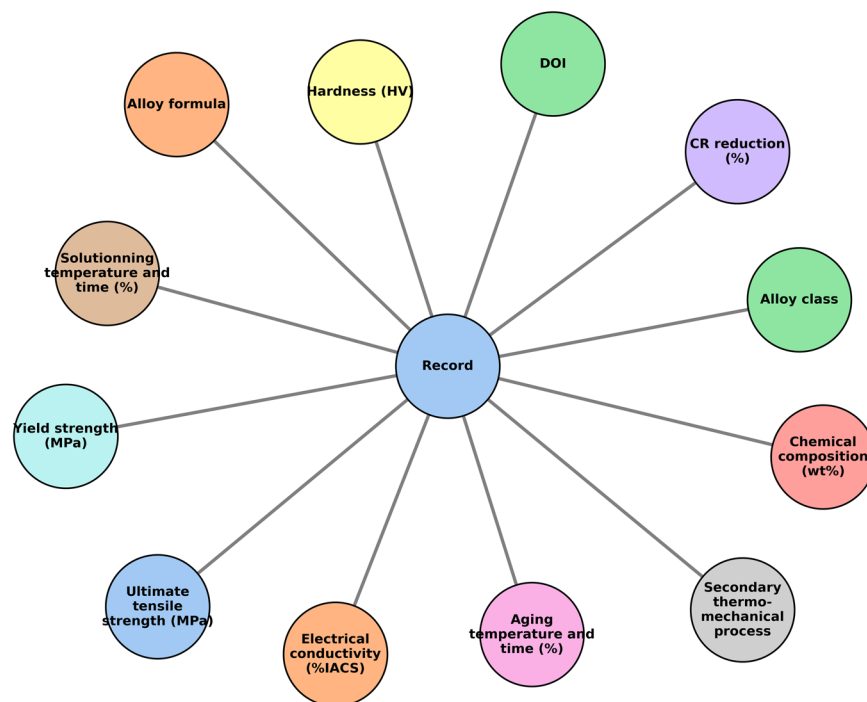 DOI
Hardness (HV)
Alloy formula
CR reduction
(%)
Solutionning
temperature and
time (%)
Alloy class
Record
Yield strength
(MPa)
Chemical
composition
(wt%)
Ultimate
tensile
strength (MPa)
Electrical
conductivity
(%IACS)
Aging
temperature and
time (%)
Secondary
thermo-
mechanical
process